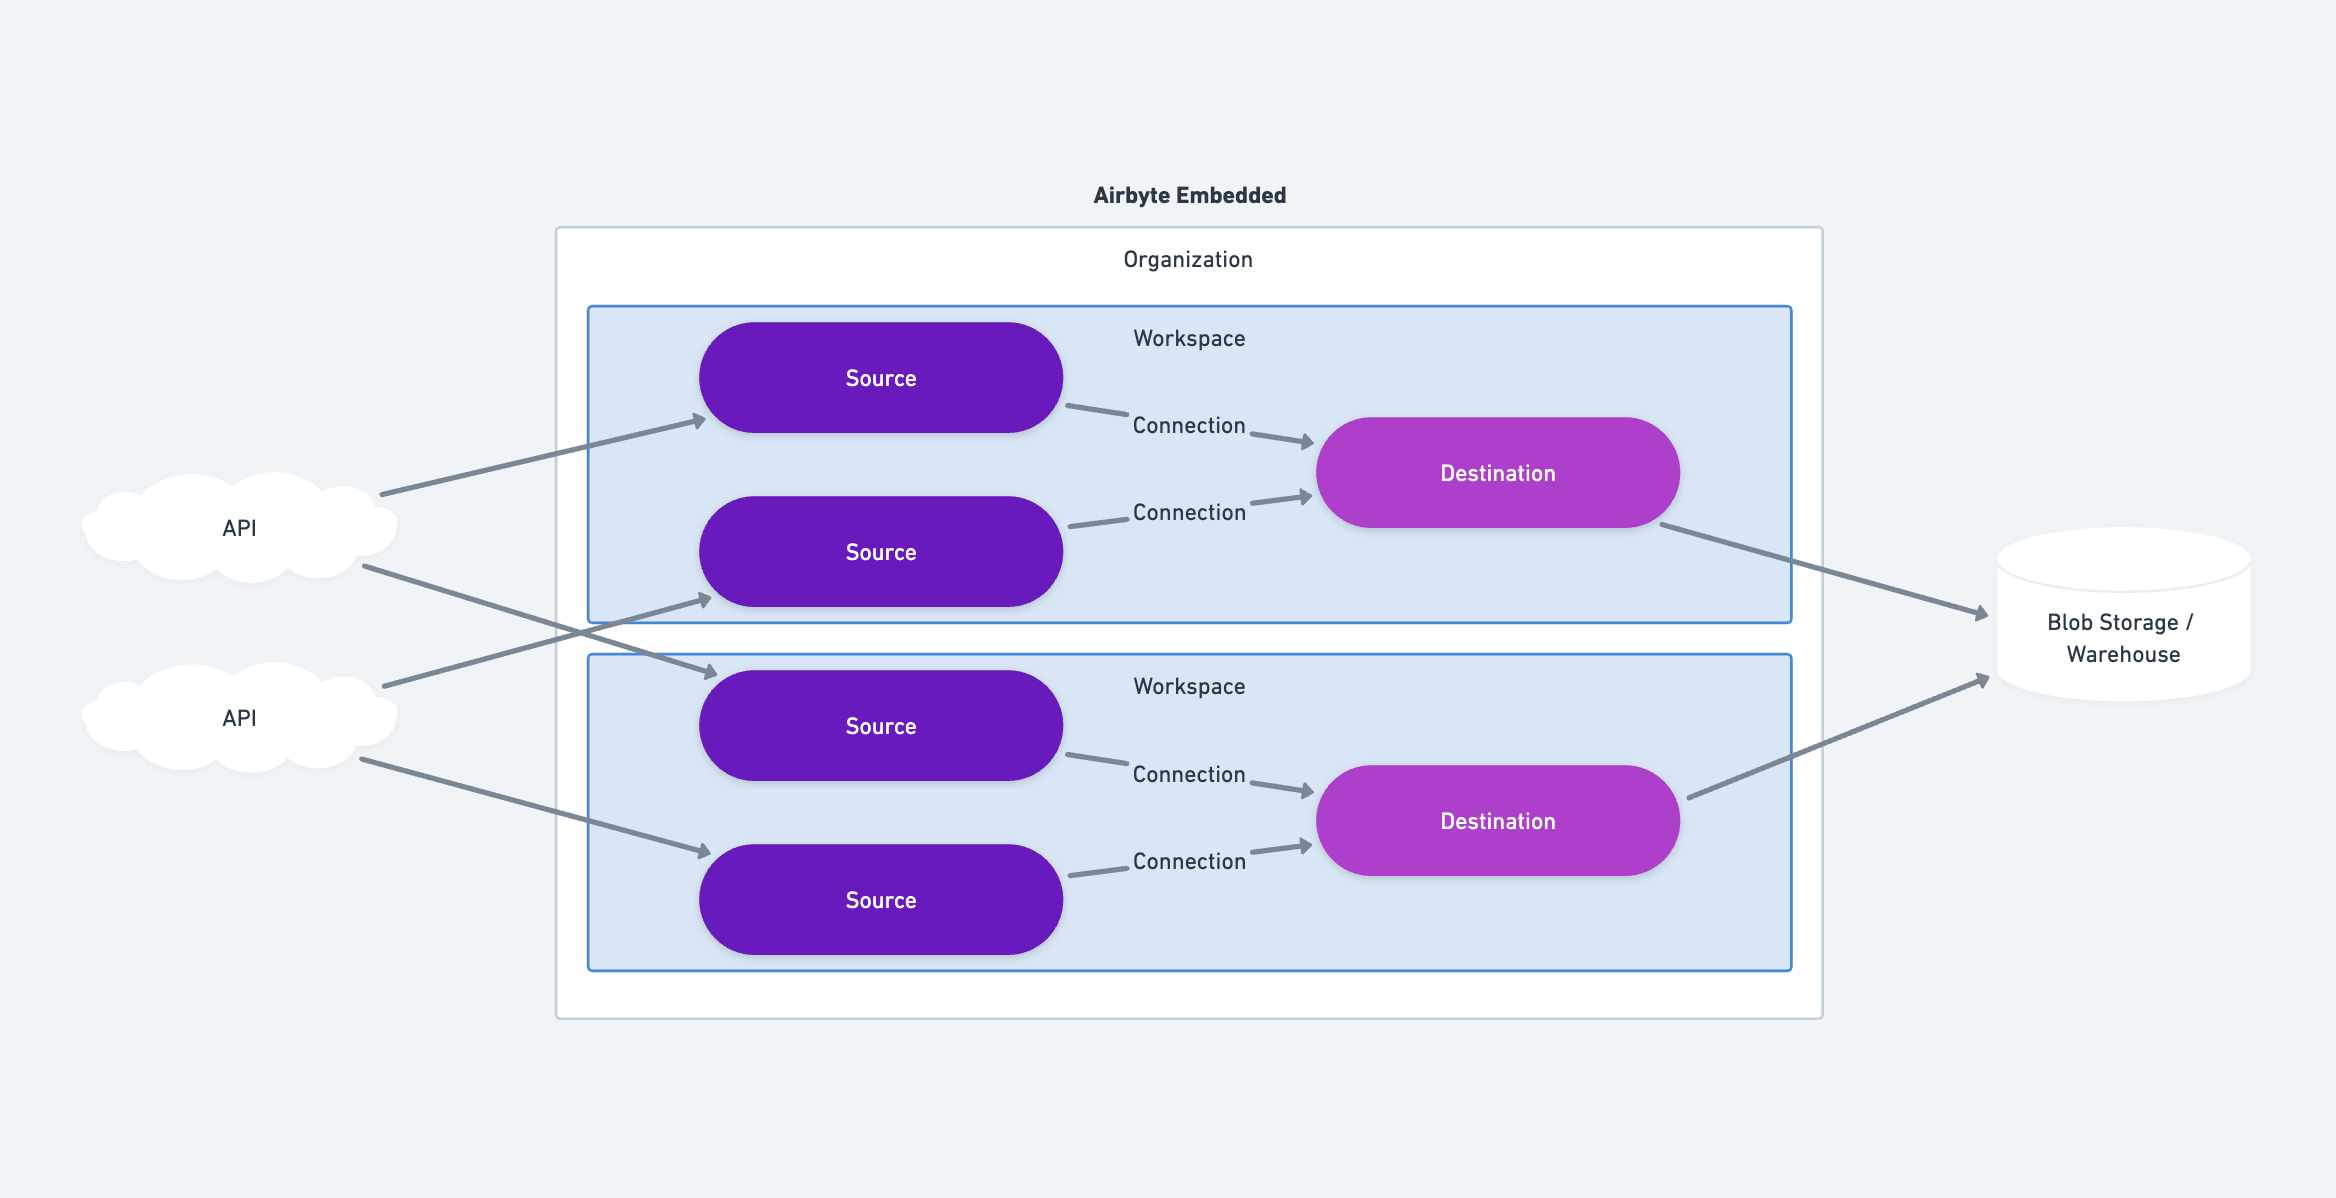 Airbyte Embedded
Organization
Workspace
Source
Connection
Destination
Source
Connection
API
API
Workspace
Source
Connection
Destination
Source
Connection
Blob Storage /
Warehouse